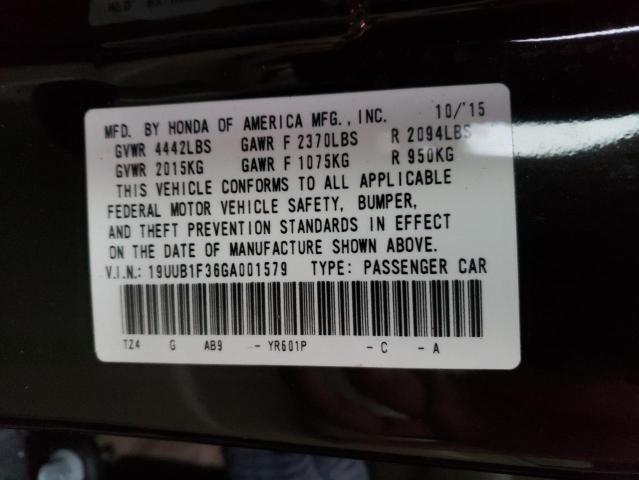 MFD. BY HONDA OF AMERICA MFG., INC. 10/'15
GVWR 4442LBS GAWR F 2370LBS R 2094LBS
GVWR 2015KG GAWR F 1075KG R 950KG
THIS VEHICLE CONFORMS TO ALL APPLICABLE
FEDERAL MOTOR VEHICLE SAFETY, BUMPER,
AND THEFT PREVENTION STANDARDS IN EFFECT
ON THE DATE OF MANUFACTURE SHOWN ABOVE.
V.I.N.: 19UUB1F36GA001579 TYPE: PASSENGER CAR
TZ4 G AB9 - YR601P - C - A